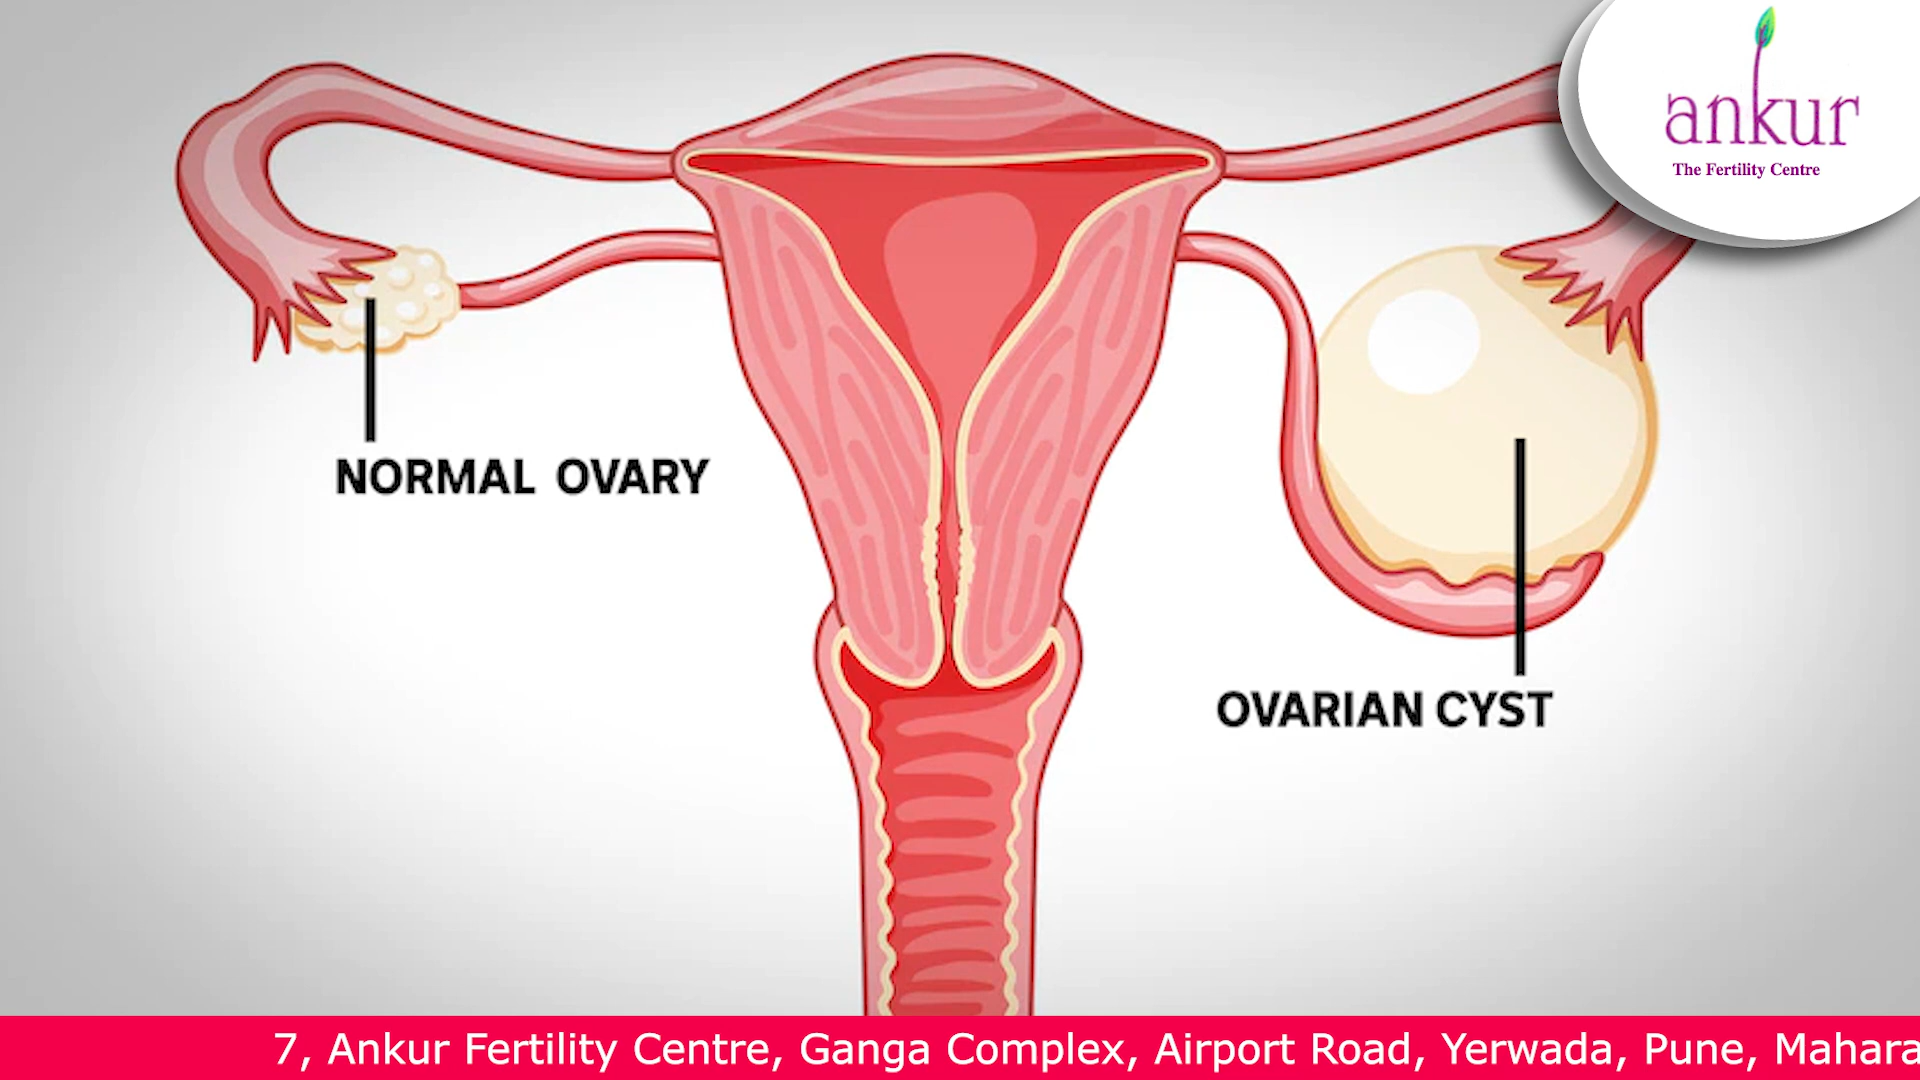 ankur
The Fertility Centre
NORMAL OVARY
OVARIAN CYST
7, Ankur Fertility Centre, Ganga Complex, Airport Road, Yerwada, Pune, Mahara